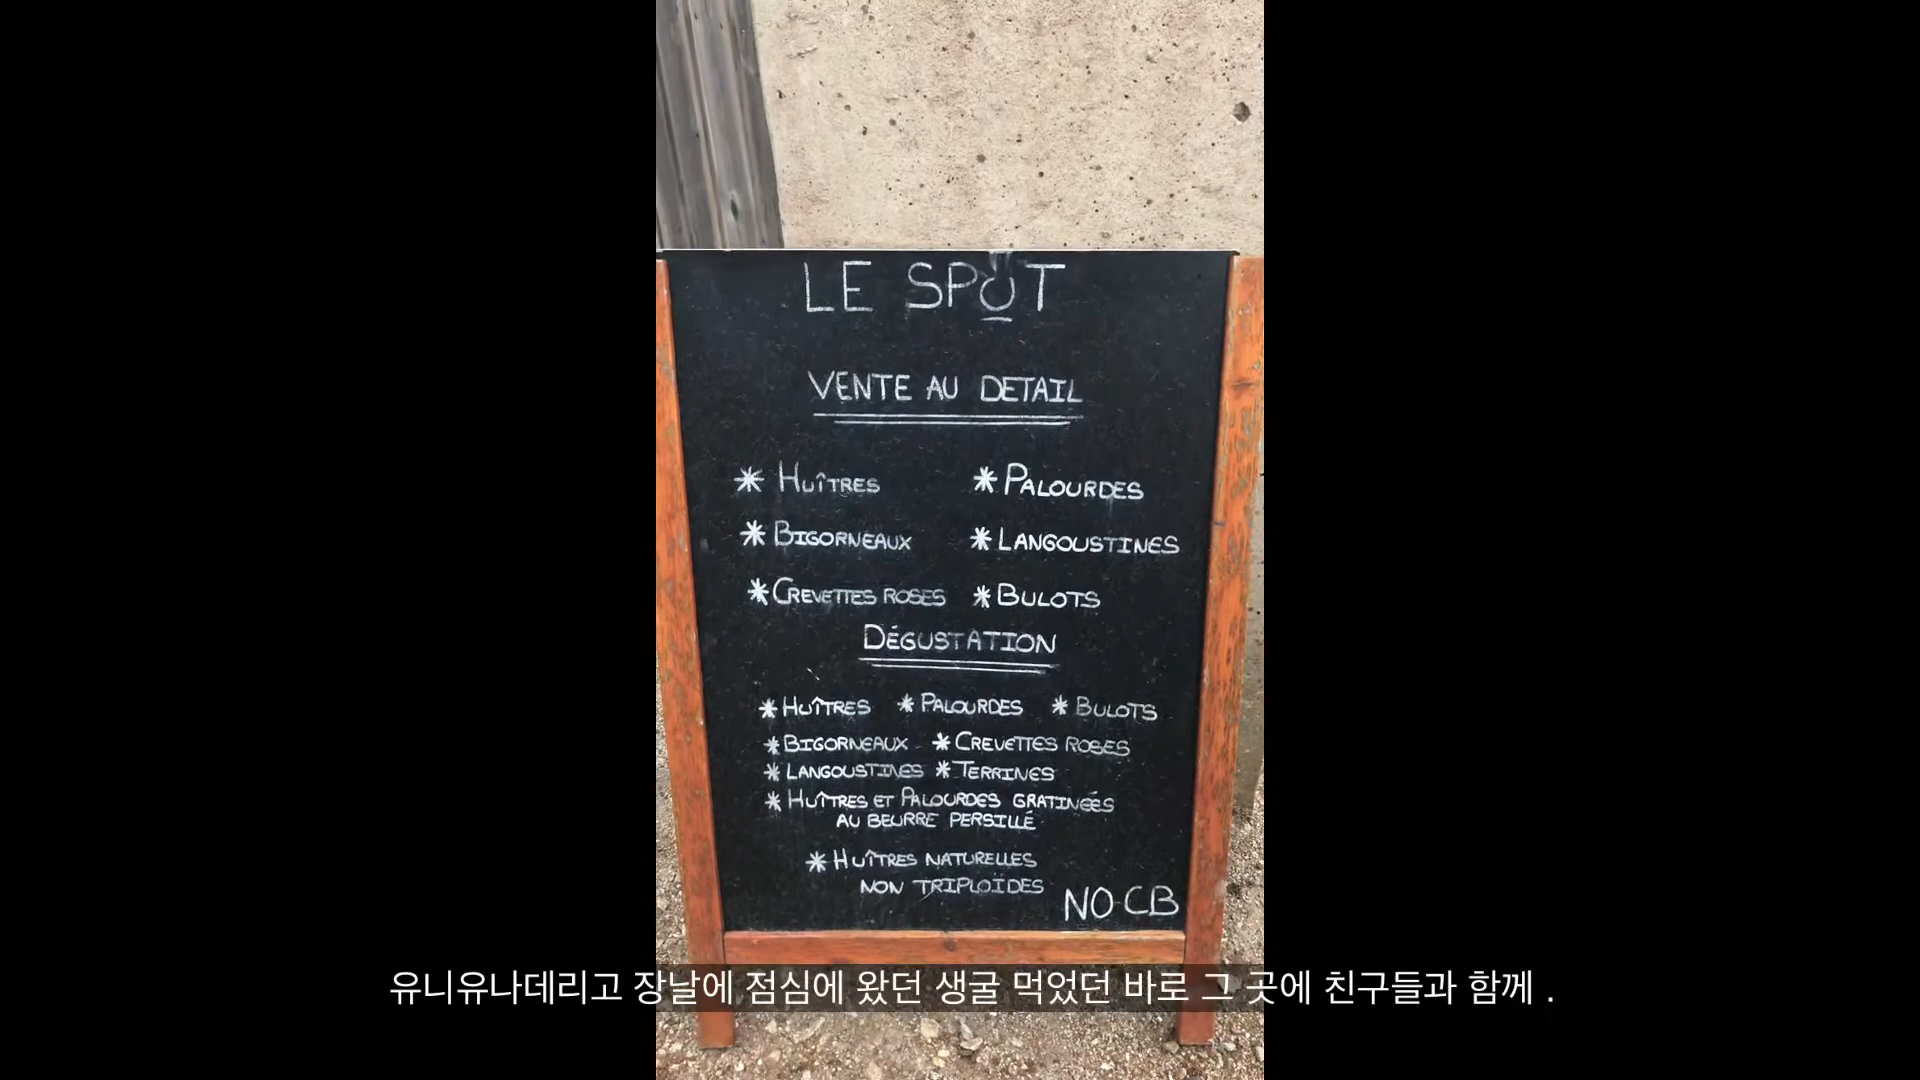 LE SPOT
VENTE AU DETAIL
* HUÎTRES * PALOURDES
* BIGORNEAUX * LANGOUSTINES
* CREVETTES ROSES * BULOTS
DÉGUSTATION
* HUÎTRES * PALOURDES * BULOTS
* BIGORNEAUX * CREVETTES ROSES
* LANGOUSTINES * TERRINES
* HUÎTRES ET PALOURDES GRATINÉES
AU BEURRE PERSILLÉ
* HUÎTRES NATURELLES
NON TRIPLOÏDES
NO CB
유니유나데리고 장날에 점심에 왔던 생굴 먹었던 바로 그 곳에 친구들과 함께 .